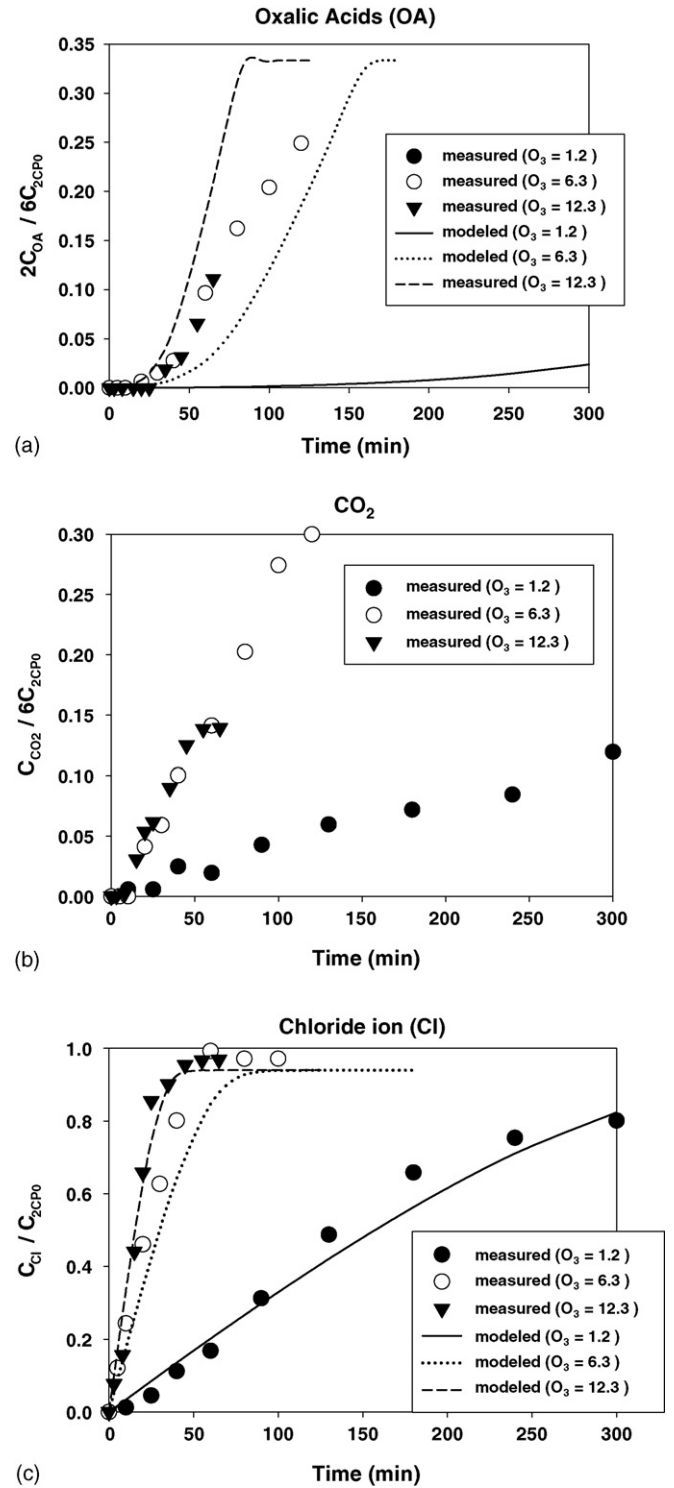 Oxalic Acids (OA)
0.35
0.30
0.25
0.20
0.15
0.10
0.05
0.00
2C_OA / 6C_2CP0
measured (O₃ = 1.2 )
measured (O₃ = 6.3 )
measured (O₃ = 12.3 )
modeled (O₃ = 1.2 )
modeled (O₃ = 6.3 )
measured (O₃ = 12.3 )
0 50 100 150 200 250 300
Time (min)
(a)
CO₂
0.30
0.25
0.20
0.15
0.10
0.05
0.00
C_CO2 / 6C_2CP0
measured (O₃ = 1.2 )
measured (O₃ = 6.3 )
measured (O₃ = 12.3 )
0 50 100 150 200 250 300
Time (min)
(b)
Chloride ion (Cl)
1.0
0.8
0.6
0.4
0.2
0.0
C_Cl / C_2CP0
measured (O₃ = 1.2 )
measured (O₃ = 6.3 )
measured (O₃ = 12.3 )
modeled (O₃ = 1.2 )
modeled (O₃ = 6.3 )
modeled (O₃ = 12.3 )
0 50 100 150 200 250 300
Time (min)
(c)